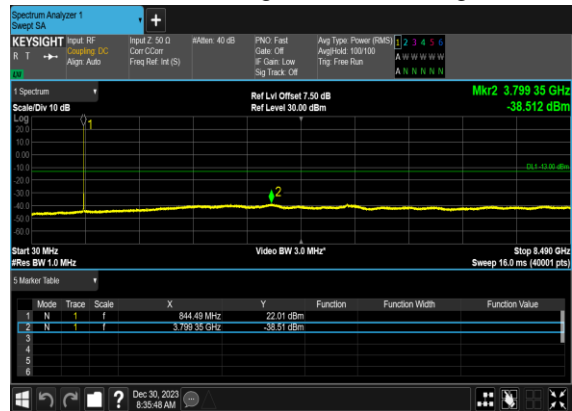 Spectrum Analyzer 1
Swept SA
+
KEYSIGHT Input: RF Input Z: 50 Ω #Atten: 40 dB PNO: Fast Avg Type: Power (RMS) 1 2 3 4 5 6
R T Coupling: DC Corr CCorr Gate: Off Avg|Hold: 100/100 A W W W W W
Align: Auto Freq Ref: Int (S) IF Gain: Low Trig: Free Run
Sig Track: Off A N N N N N
1 Spectrum Ref Lvl Offset 7.50 dB Mkr2 3.799 35 GHz
Scale/Div 10 dB Ref Level 30.00 dBm -38.512 dBm
Log
1
20.0
10.0
0.00
-10.0 DL1 -13.00 dBm
-20.0
-30.0 2
-40.0
-50.0
-60.0
Start 30 MHz Video BW 3.0 MHz* Stop 8.490 GHz
#Res BW 1.0 MHz Sweep 16.0 ms (40001 pts)
5 Marker Table
Mode Trace Scale X Y Function Function Width Function Value
1 N 1 f 844.49 MHz 22.01 dBm
2 N 1 f 3.799 35 GHz -38.51 dBm
3
4
5
6
? Dec 30, 2023
8:35:48 AM